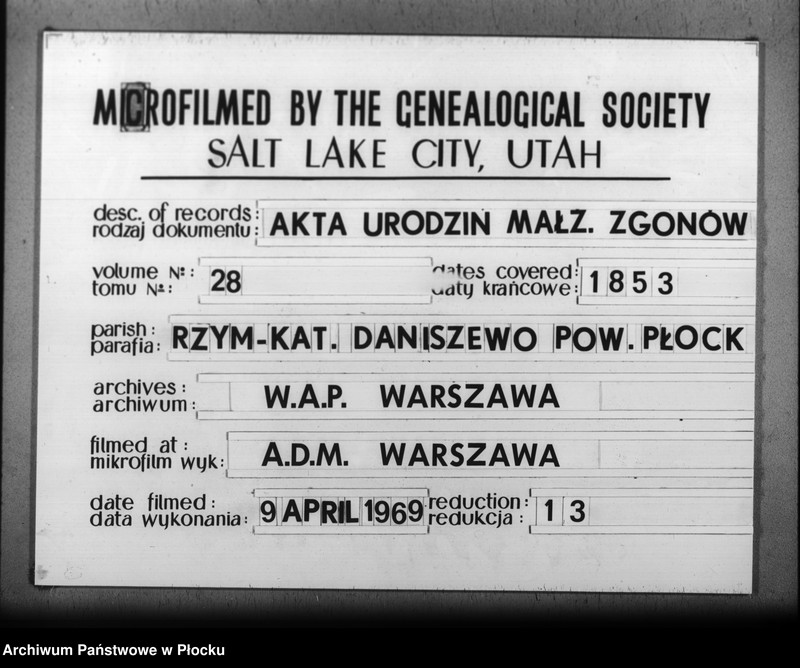 MICROFILMED BY THE GENEALOGICAL SOCIETY
SALT LAKE CITY, UTAH
desc. of records:
rodzaj dokumentu: AKTA URODZIN MAŁŻ. ZGONÓW
volume №: dates covered:
tomu №: 28 daty krańcowe: 1853
parish:
parafia: RZYM-KAT. DANISZEWO POW. PŁOCK
archives:
archiwum: W.A.P. WARSZAWA
filmed at:
mikrofilm wyk: A.D.M. WARSZAWA
date filmed: reduction:
data wykonania: 9 APRIL 1969 redukcja: 13
Archiwum Państwowe w Płocku